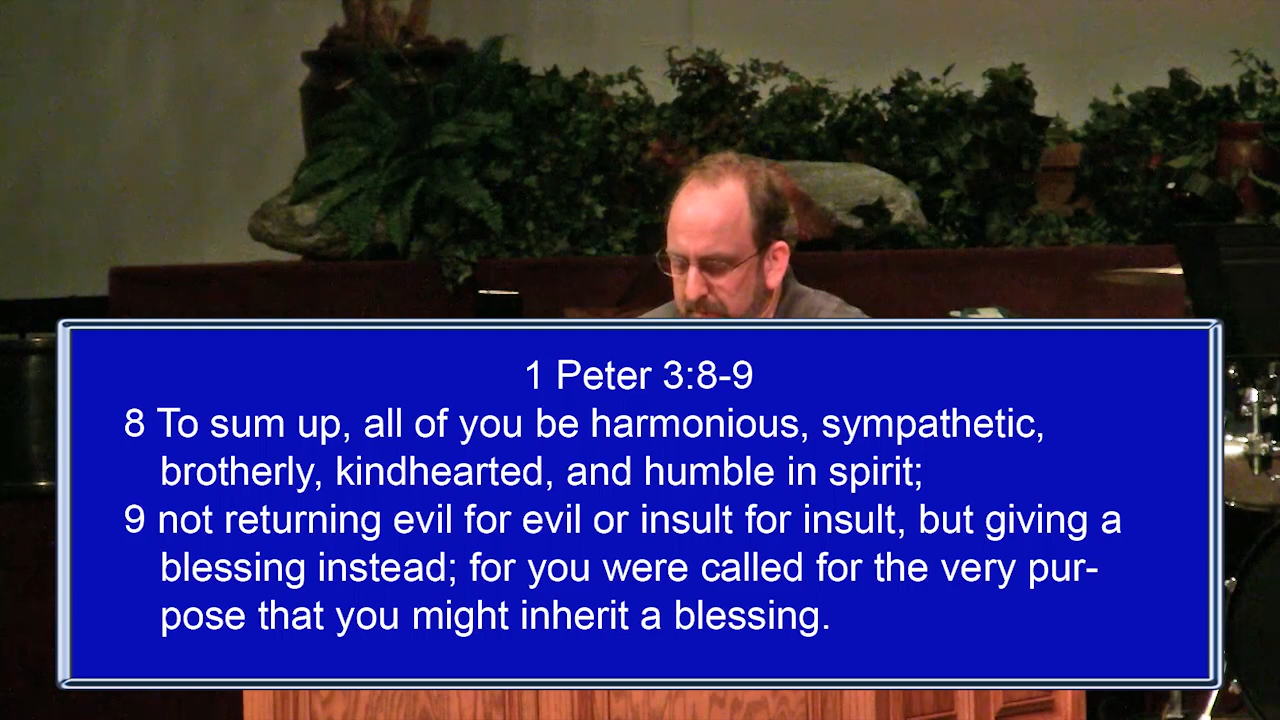 1 Peter 3:8-9
8 To sum up, all of you be harmonious, sympathetic,
brotherly, kindhearted, and humble in spirit;
9 not returning evil for evil or insult for insult, but giving a
blessing instead; for you were called for the very pur-
pose that you might inherit a blessing.